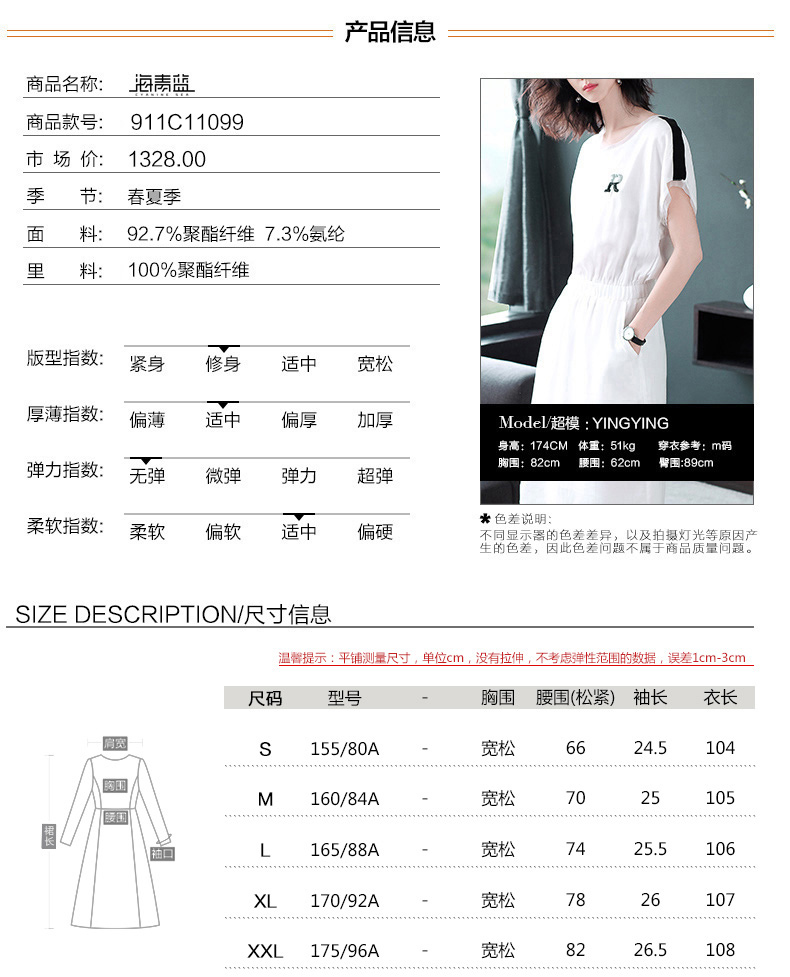 产品信息
商品名称: 海青蓝
商品款号: 911C11099
市场价: 1328.00
季节: 春夏季
面料: 92.7%聚酯纤维 7.3%氨纶
里料: 100%聚酯纤维
版型指数: 紧身 修身 适中 宽松
厚薄指数: 偏薄 适中 偏厚 加厚
弹力指数: 无弹 微弹 弹力 超弹
柔软指数: 柔软 偏软 适中 偏硬
R
Model/超模：YINGYING
身高：174CM 体重：51kg 穿衣参考：m码
胸围：82cm 腰围：62cm 臀围:89cm
✱色差说明:
不同显示器的色差差异，以及拍摄灯光等原因产
生的色差，因此色差问题不属于商品质量问题。
SIZE DESCRIPTION/尺寸信息
温馨提示：平铺测量尺寸，单位cm，没有拉伸，不考虑弹性范围的数据，误差1cm-3cm
尺码 型号 - 胸围 腰围(松紧) 袖长 衣长
S 155/80A - 宽松 66 24.5 104
M 160/84A - 宽松 70 25 105
L 165/88A - 宽松 74 25.5 106
XL 170/92A - 宽松 78 26 107
XXL 175/96A - 宽松 82 26.5 108
肩宽
胸围
腰围
裙长
袖口